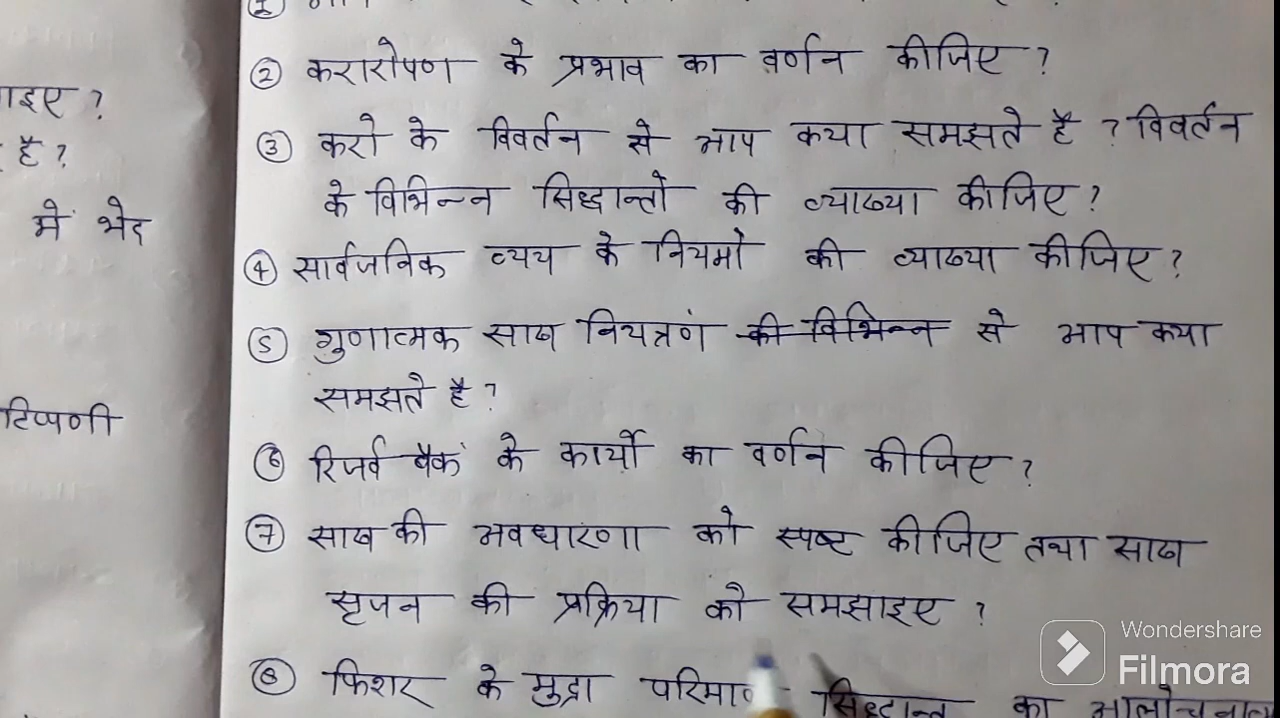 ②  करारोपण के प्रभाव का वर्णन कीजिए ?
ाइए ?
③ करो के विवर्तन से आप क्या समझते है ? विवर्तन
है ?
के विभिन्न सिध्दान्तो की व्याख्या कीजिए ?
मे भेद
④ सार्वजनिक व्यय के नियमो की व्याख्या कीजिए ?
⑤ गुणात्मक साख नियत्रणं की विभिन्न से आप क्या
समझते है ?
टिप्पणी
⑥ रिजर्व बैकं के कार्यो का वर्णन कीजिए ?
⑦ साख की अवधारणा को स्पष्ट कीजिए तथा साख
सृजन की प्रक्रिया को समझाइए ?
Wondershare
Filmora
⑧ फिशर के मुद्रा सिध्दान्त का